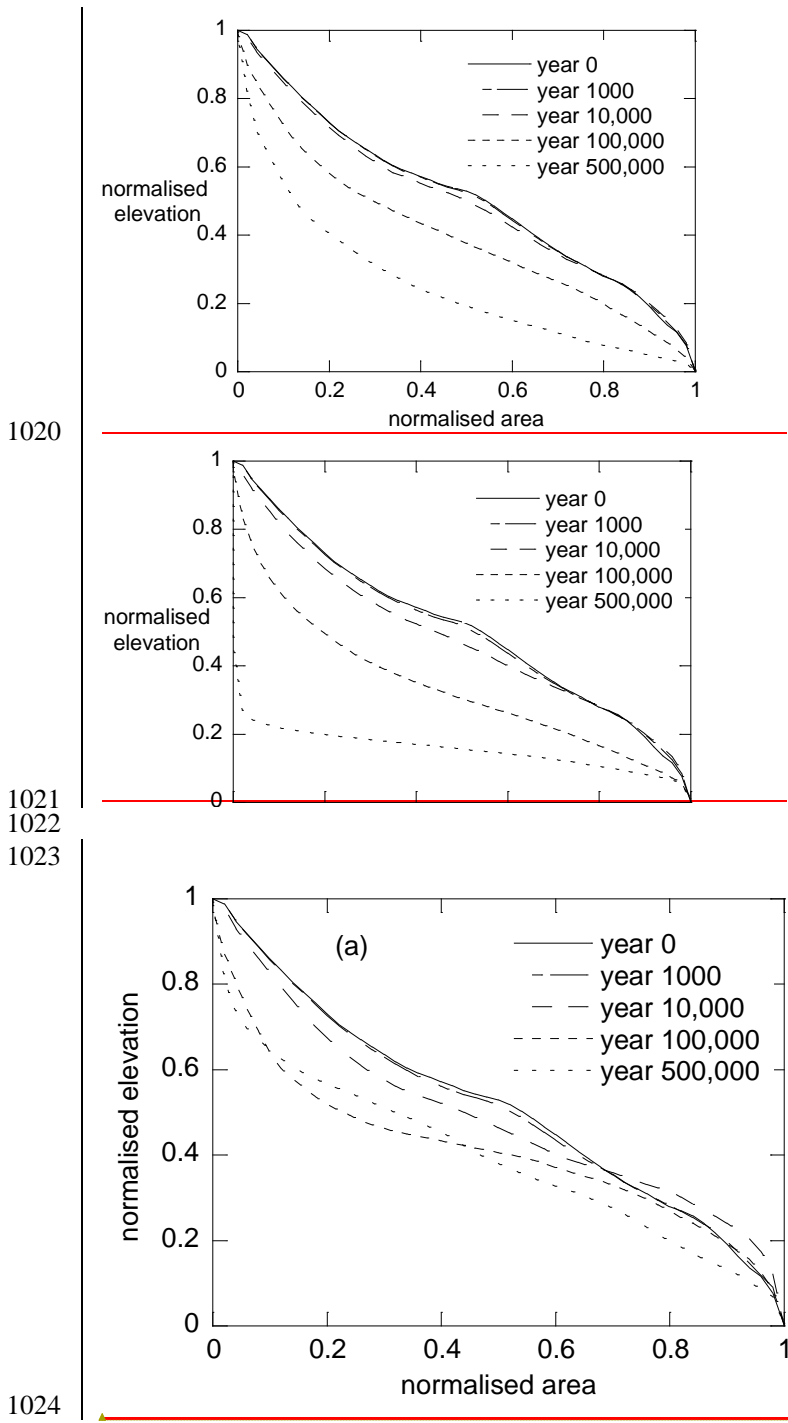 1
year 0
year 1000
0.8
year 10,000
year 100,000
year 500,000
0.6
normalised
elevation
0.4
0.2
0
0 0.2 0.4 0.6 0.8 1
normalised area
1020
1
year 0
year 1000
0.8
year 10,000
year 100,000
year 500,000
0.6
normalised
elevation
0.4
0.2
0
1021
1022
1023
1
(a)
year 0
year 1000
0.8
year 10,000
year 100,000
year 500,000
0.6
normalised elevation
0.4
0.2
0
0 0.2 0.4 0.6 0.8 1
normalised area
1024